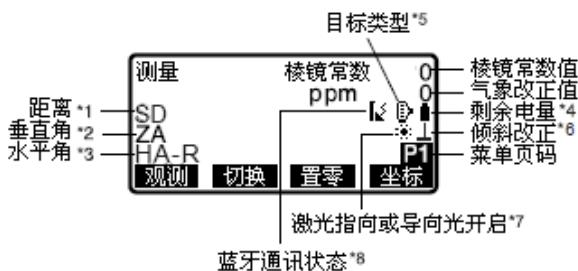 目标类型*5
测量 棱镜常数 0 棱镜常数值
ppm 0 气象改正值
距离 *1 SD 剩余电量 *4
垂直角 *2 ZA 倾斜改正 *6
水平角 *3 HA-R P1 菜单页码
观测 切换 置零 坐标
激光指向或导向光开启*7
蓝牙通讯状态*8